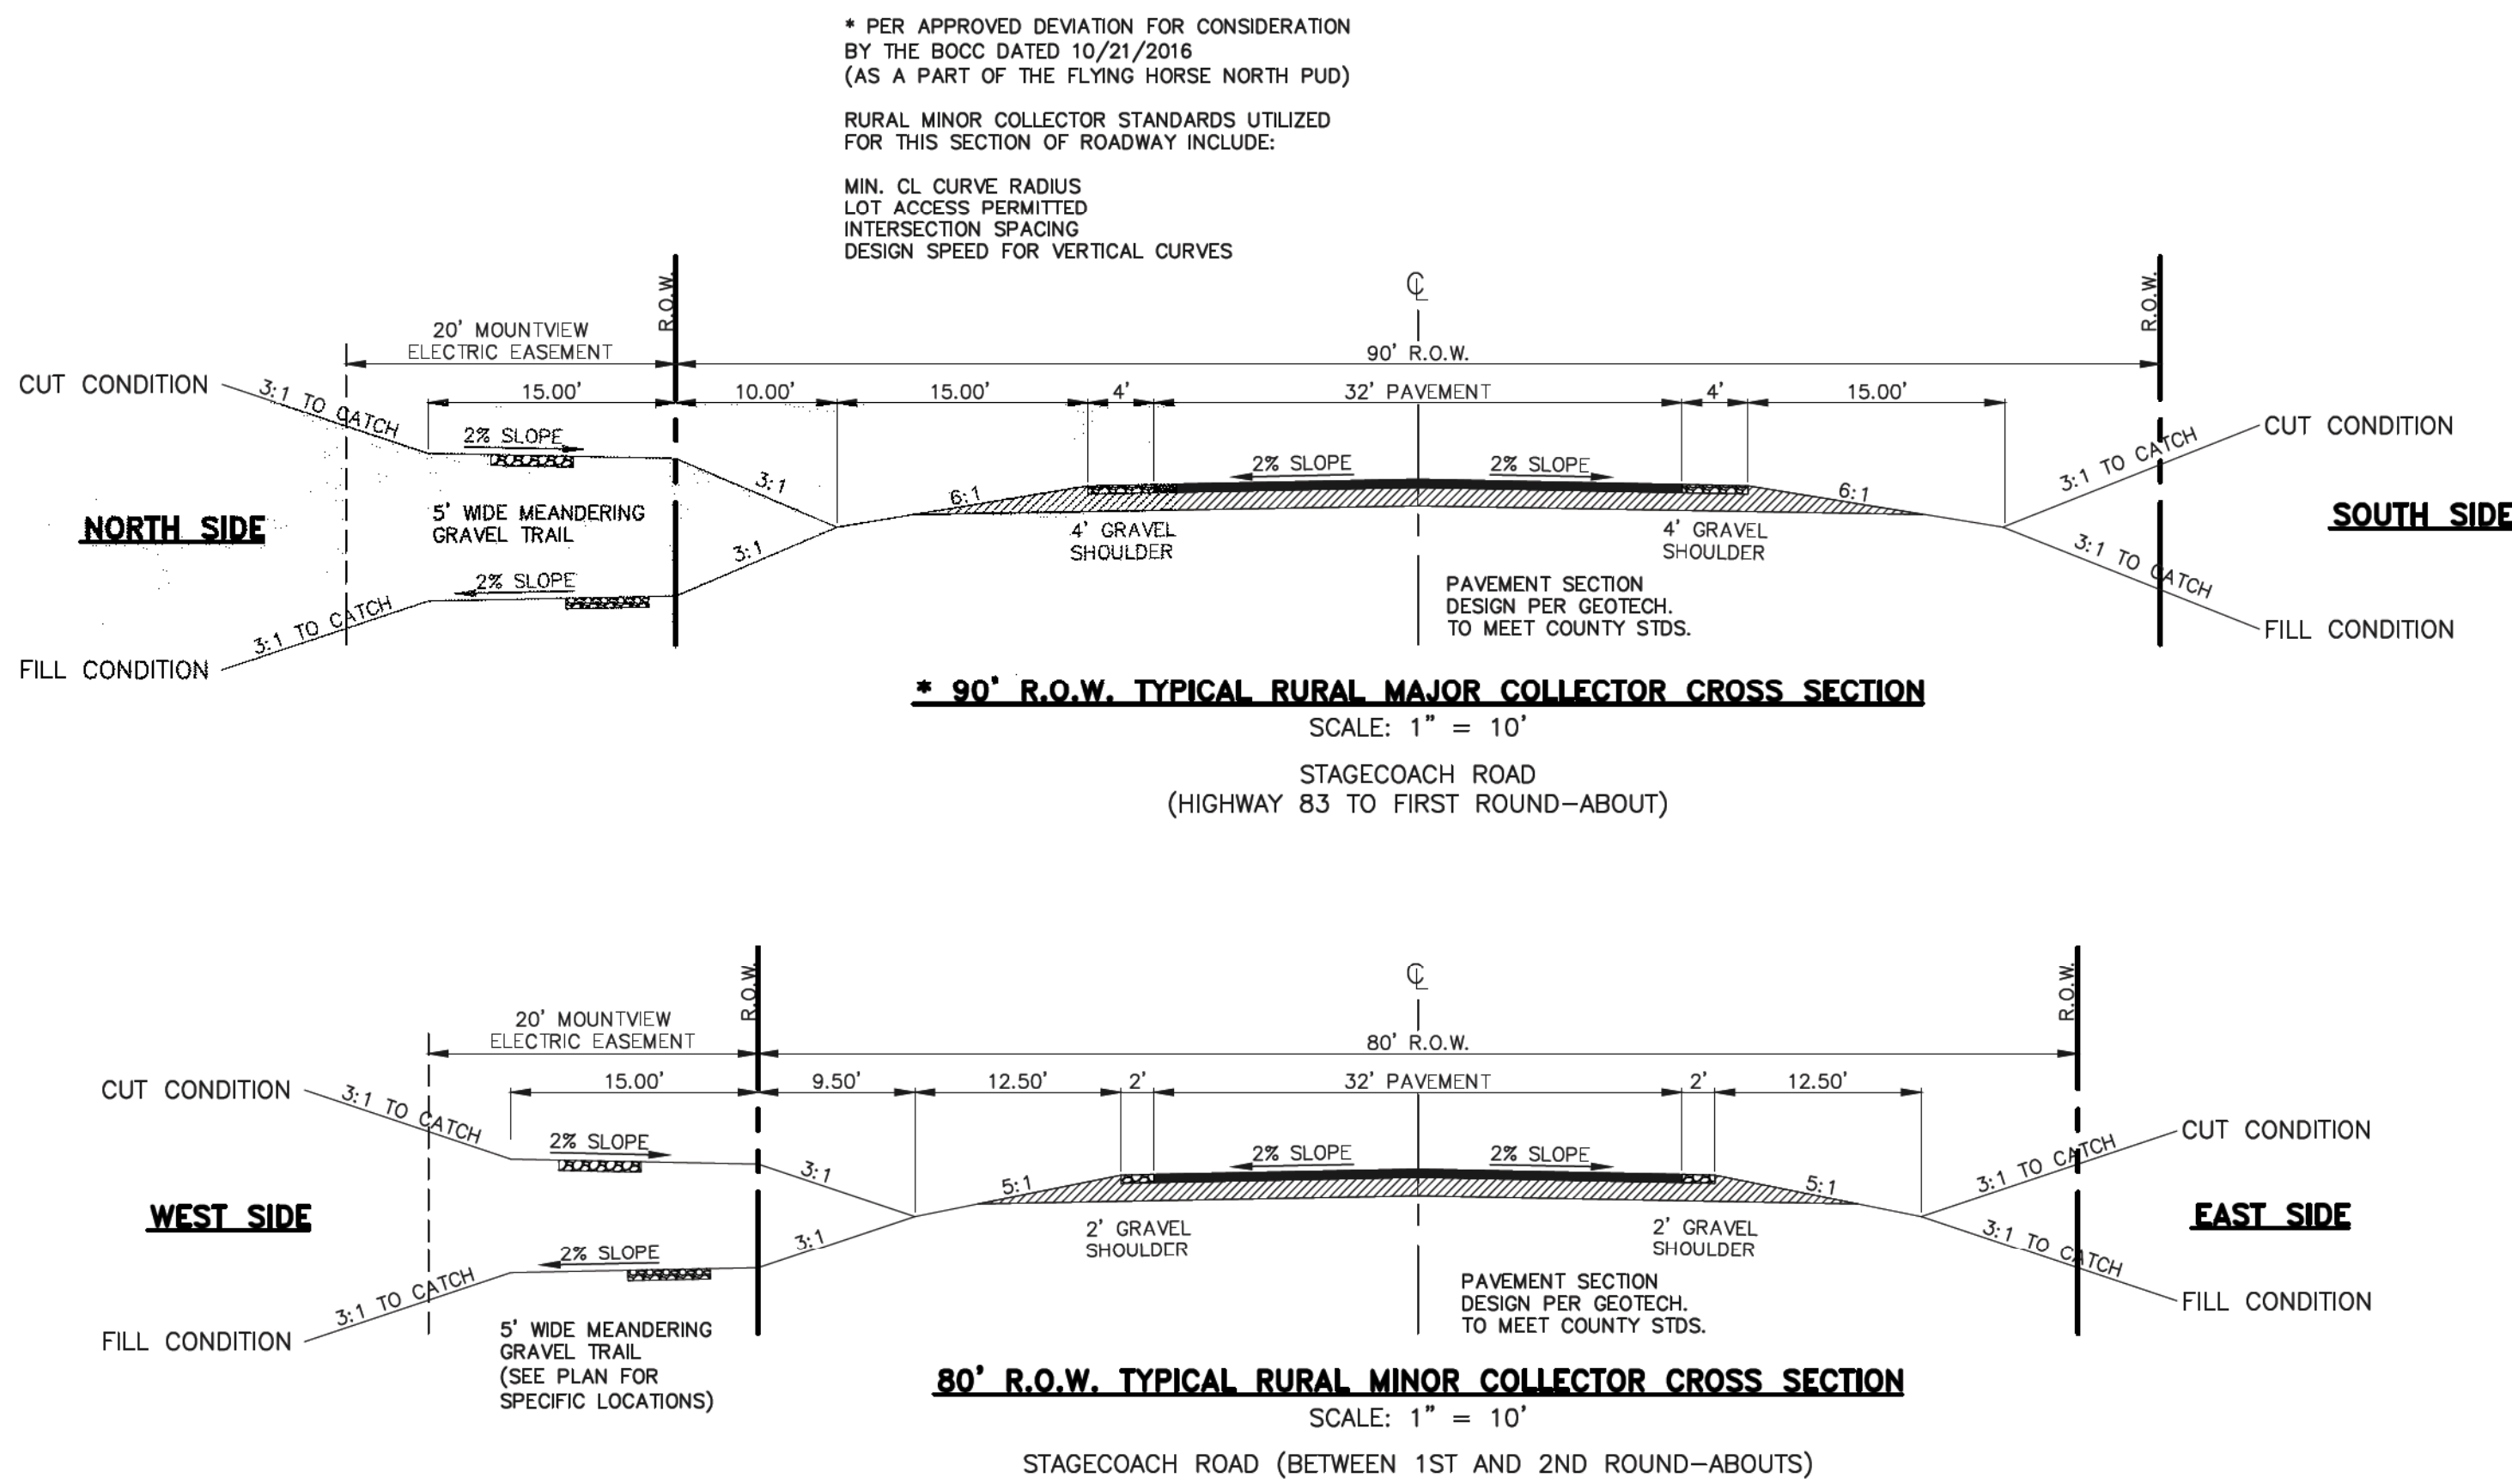 * PER APPROVED DEVIATION FOR CONSIDERATION
BY THE BOCC DATED 10/21/2016
(AS A PART OF THE FLYING HORSE NORTH PUD)
RURAL MINOR COLLECTOR STANDARDS UTILIZED
FOR THIS SECTION OF ROADWAY INCLUDE:
MIN. CL CURVE RADIUS
LOT ACCESS PERMITTED
INTERSECTION SPACING
DESIGN SPEED FOR VERTICAL CURVES
R.O.W.
℄
R.O.W.
20' MOUNTVIEW
ELECTRIC EASEMENT
90' R.O.W.
CUT CONDITION
3:1 TO CATCH
15.00'
10.00'
15.00'
4'
32' PAVEMENT
4'
15.00'
3:1 TO CATCH
CUT CONDITION
2% SLOPE
3:1
6:1
2% SLOPE
2% SLOPE
6:1
NORTH SIDE
5' WIDE MEANDERING
GRAVEL TRAIL
3:1
4' GRAVEL
SHOULDER
4' GRAVEL
SHOULDER
SOUTH SIDE
2% SLOPE
3:1 TO CATCH
FILL CONDITION
PAVEMENT SECTION
DESIGN PER GEOTECH.
TO MEET COUNTY STDS.
3:1 TO CATCH
FILL CONDITION
* 90' R.O.W. TYPICAL RURAL MAJOR COLLECTOR CROSS SECTION
SCALE: 1" = 10'
STAGECOACH ROAD
(HIGHWAY 83 TO FIRST ROUND-ABOUT)
R.O.W.
℄
R.O.W.
20' MOUNTVIEW
ELECTRIC EASEMENT
80' R.O.W.
CUT CONDITION
3:1 TO CATCH
15.00'
9.50'
12.50'
2'
32' PAVEMENT
2'
12.50'
3:1 TO CATCH
CUT CONDITION
2% SLOPE
3:1
5:1
2% SLOPE
2% SLOPE
5:1
WEST SIDE
3:1
2' GRAVEL
SHOULDER
2' GRAVEL
SHOULDER
EAST SIDE
2% SLOPE
3:1 TO CATCH
FILL CONDITION
5' WIDE MEANDERING
GRAVEL TRAIL
(SEE PLAN FOR
SPECIFIC LOCATIONS)
PAVEMENT SECTION
DESIGN PER GEOTECH.
TO MEET COUNTY STDS.
3:1 TO CATCH
FILL CONDITION
80' R.O.W. TYPICAL RURAL MINOR COLLECTOR CROSS SECTION
SCALE: 1" = 10'
STAGECOACH ROAD (BETWEEN 1ST AND 2ND ROUND-ABOUTS)